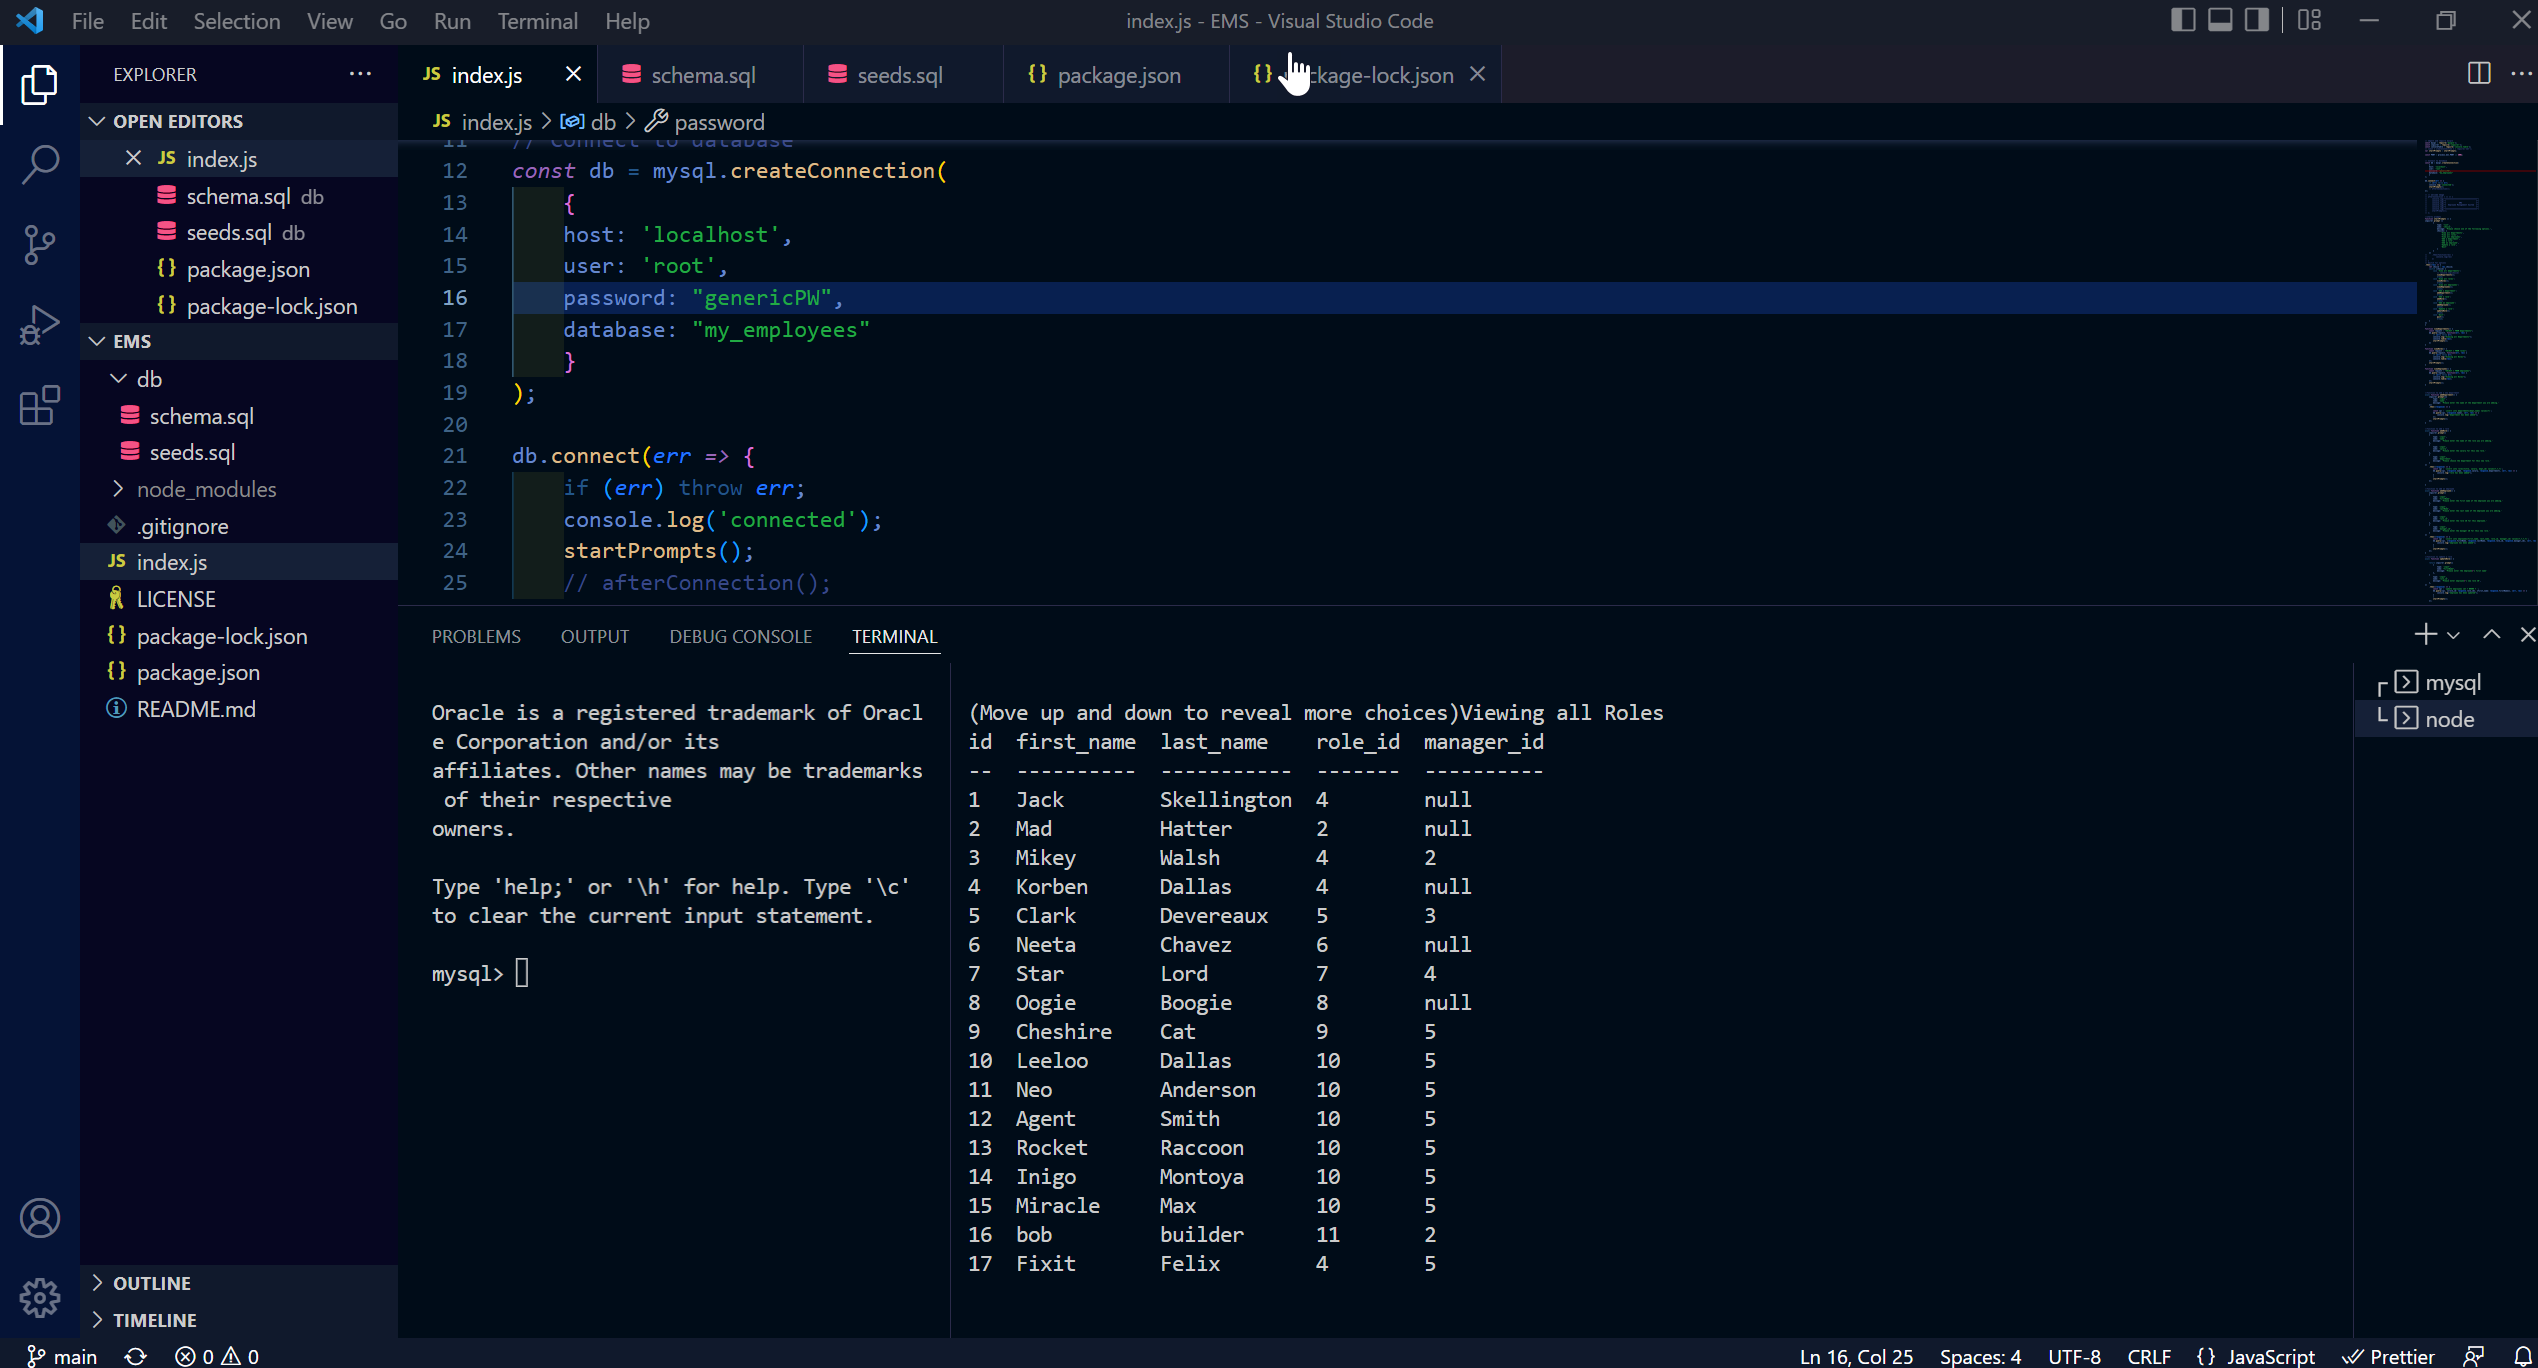 File Edit Selection View Go Run Terminal Help
index.js - EMS - Visual Studio Code
EXPLORER
OPEN EDITORS
JS index.js
schema.sql db
seeds.sql db
{} package.json
{} package-lock.json
EMS
db
schema.sql
seeds.sql
node_modules
.gitignore
JS index.js
LICENSE
{} package-lock.json
{} package.json
README.md
OUTLINE
TIMELINE
JS index.js
schema.sql
seeds.sql
{} package.json
{} ckage-lock.json
JS index.js > db > password
11 // Connect to database
12 const db = mysql.createConnection(
13 {
14 host: 'localhost',
15 user: 'root',
16 password: "genericPW",
17 database: "my_employees"
18 }
19 );
20
21 db.connect(err => {
22 if (err) throw err;
23 console.log('connected');
24 startPrompts();
25 // afterConnection();
PROBLEMS OUTPUT DEBUG CONSOLE TERMINAL
Oracle is a registered trademark of Oracl
e Corporation and/or its
affiliates. Other names may be trademarks
of their respective
owners.
Type 'help;' or '\h' for help. Type '\c'
to clear the current input statement.
mysql>
(Move up and down to reveal more choices)Viewing all Roles
id first_name last_name role_id manager_id
-- ---------- ----------- ------- ----------
1 Jack Skellington 4 null
2 Mad Hatter 2 null
3 Mikey Walsh 4 2
4 Korben Dallas 4 null
5 Clark Devereaux 5 3
6 Neeta Chavez 6 null
7 Star Lord 7 4
8 Oogie Boogie 8 null
9 Cheshire Cat 9 5
10 Leeloo Dallas 10 5
11 Neo Anderson 10 5
12 Agent Smith 10 5
13 Rocket Raccoon 10 5
14 Inigo Montoya 10 5
15 Miracle Max 10 5
16 bob builder 11 2
17 Fixit Felix 4 5
mysql
node
main 0 0
Ln 16, Col 25 Spaces: 4 UTF-8 CRLF {} JavaScript Prettier